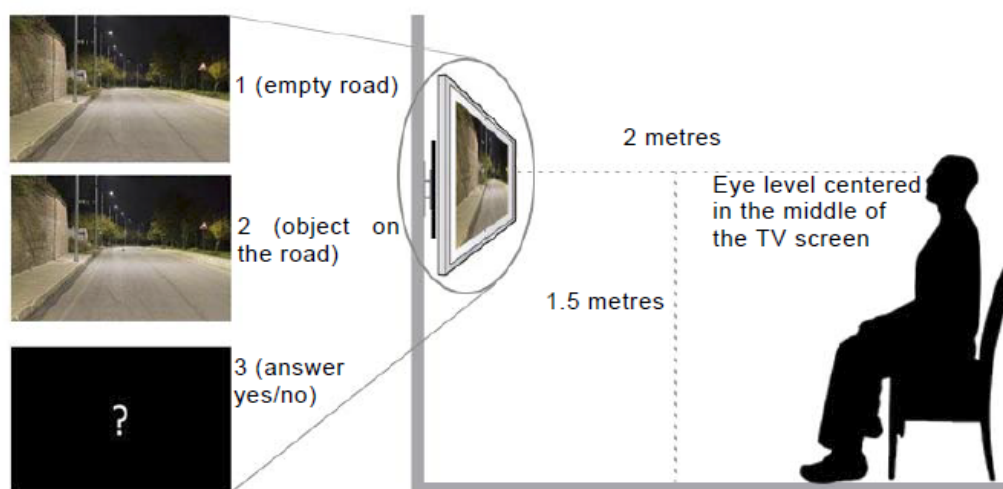 1 (empty road)
2 (object on
the road)
3 (answer
yes/no)
?
2 metres
Eye level centered
in the middle of
the TV screen
1.5 metres